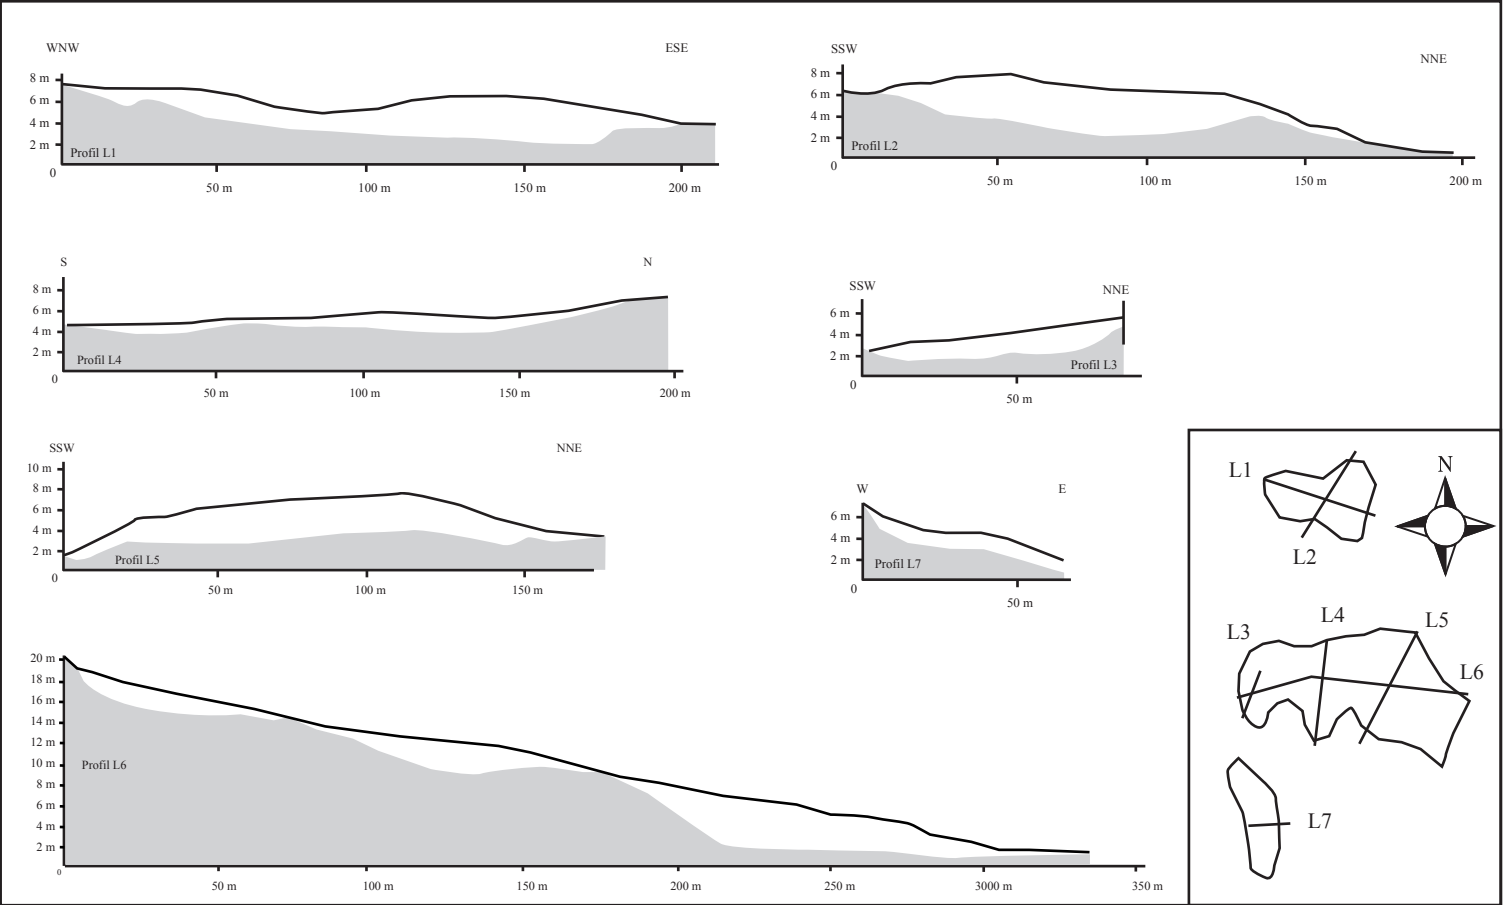 WNW ESE
8 m
6 m
4 m
2 m
0
Profil L1
50 m 100 m 150 m 200 m
SSW NNE
8 m
6 m
4 m
2 m
0
Profil L2
50 m 100 m 150 m 200 m
S N
8 m
6 m
4 m
2 m
0
Profil L4
50 m 100 m 150 m 200 m
SSW NNE
6 m
4 m
2 m
0
Profil L3
50 m
SSW NNE
10 m
8 m
6 m
4 m
2 m
0
Profil L5
50 m 100 m 150 m
W E
6 m
4 m
2 m
0
Profil L7
50 m
20 m
18 m
16 m
14 m
12 m
10 m
8 m
6 m
4 m
2 m
0
Profil L6
50 m 100 m 150 m 200 m 250 m 3000 m 350 m
L1
N
L2
L4
L5
L3
L6
L7